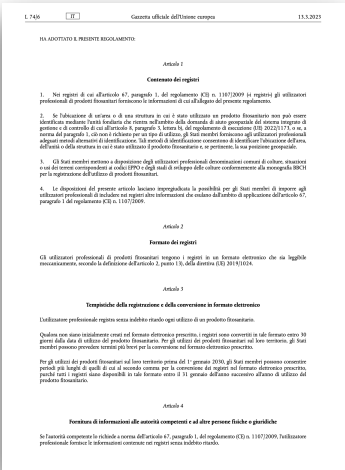 L 74/6
IT
Gazzetta ufficiale dell'Unione europea
13.3.2023
HA ADOTTATO IL PRESENTE REGOLAMENTO:
Articolo 1
Contenuto dei registri
1. Nei registri di cui all'articolo 67, paragrafo 1, del regolamento (CE) n. 1107/2009 (« registri») gli utilizzatori
professionali di prodotti fitosanitari forniscono le informazioni di cui all'allegato del presente regolamento.
2. Se l'ubicazione di un'area o di una struttura in cui è stato utilizzato un prodotto fitosanitario non può essere
identificata mediante l'unità fondiaria che rientra nell'ambito della domanda di aiuto geospaziale del sistema integrato
di gestione e di controllo di cui all'articolo 8, paragrafo 3, lettera b), del regolamento di esecuzione (UE) 2022/1173, o se, a
norma del paragrafo 1, ciò non è richiesto per un tipo di utilizzo, gli Stati membri forniscono agli utilizzatori professionali
adeguati metodi alternativi di identificazione. Tali metodi di identificazione consentono di identificare l'ubicazione dell'area,
dell'unità o della struttura in cui è stato utilizzato il prodotto fitosanitario e, se pertinente, la sua posizione geospaziale.
3. Gli Stati membri mettono a disposizione degli utilizzatori professionali denominazioni comuni di colture, situazioni
o usi dei terreni corrispondenti ai codici EPPO e degli stadi di sviluppo delle colture conformemente alla monografia BBCH
per la registrazione dell'utilizzo di prodotti fitosanitari.
4. Le disposizioni del presente articolo lasciano impregiudicata la possibilità per gli Stati membri di imporre agli
utilizzatori professionali di includere nei registri altre informazioni che esulano dall'ambito di applicazione dell'articolo 67,
paragrafo 1 del regolamento (CE) n. 1107/2009.
Articolo 2
Formato dei registri
Gli utilizzatori professionali di prodotti fitosanitari tengono i registri in un formato elettronico che sia leggibile
meccanicamente, secondo la definizione dell'articolo 2, punto 13), della direttiva (UE) 2019/1024.
Articolo 3
Tempistiche della registrazione e della conversione in formato elettronico
L'utilizzatore professionale registra senza indebito ritardo ogni utilizzo di un prodotto fitosanitario.
Qualora non siano inizialmente creati nel formato elettronico prescritto, i registri sono convertiti in tale formato entro 30
giorni dalla data di utilizzo del prodotto fitosanitario. Per gli utilizzi dei prodotti fitosanitari sul loro territorio, gli Stati
membri possono prevedere termini più brevi per la conversione nel formato elettronico prescritto.
Per gli utilizzi dei prodotti fitosanitari sul loro territorio prima del 1° gennaio 2030, gli Stati membri possono consentire
periodi più lunghi di quelli di cui al secondo comma per la conversione dei registri nel formato elettronico prescritto,
purché tutti i registri siano disponibili in tale formato entro il 31 gennaio dell'anno successivo all'anno di utilizzo del
prodotto fitosanitario.
Articolo 4
Fornitura di informazioni alle autorità competenti e ad altre persone fisiche o giuridiche
Se l'autorità competente lo richiede a norma dell'articolo 67, paragrafo 1, del regolamento (CE) n. 1107/2009, l'utilizzatore
professionale fornisce le informazioni contenute nei registri senza indebito ritardo.